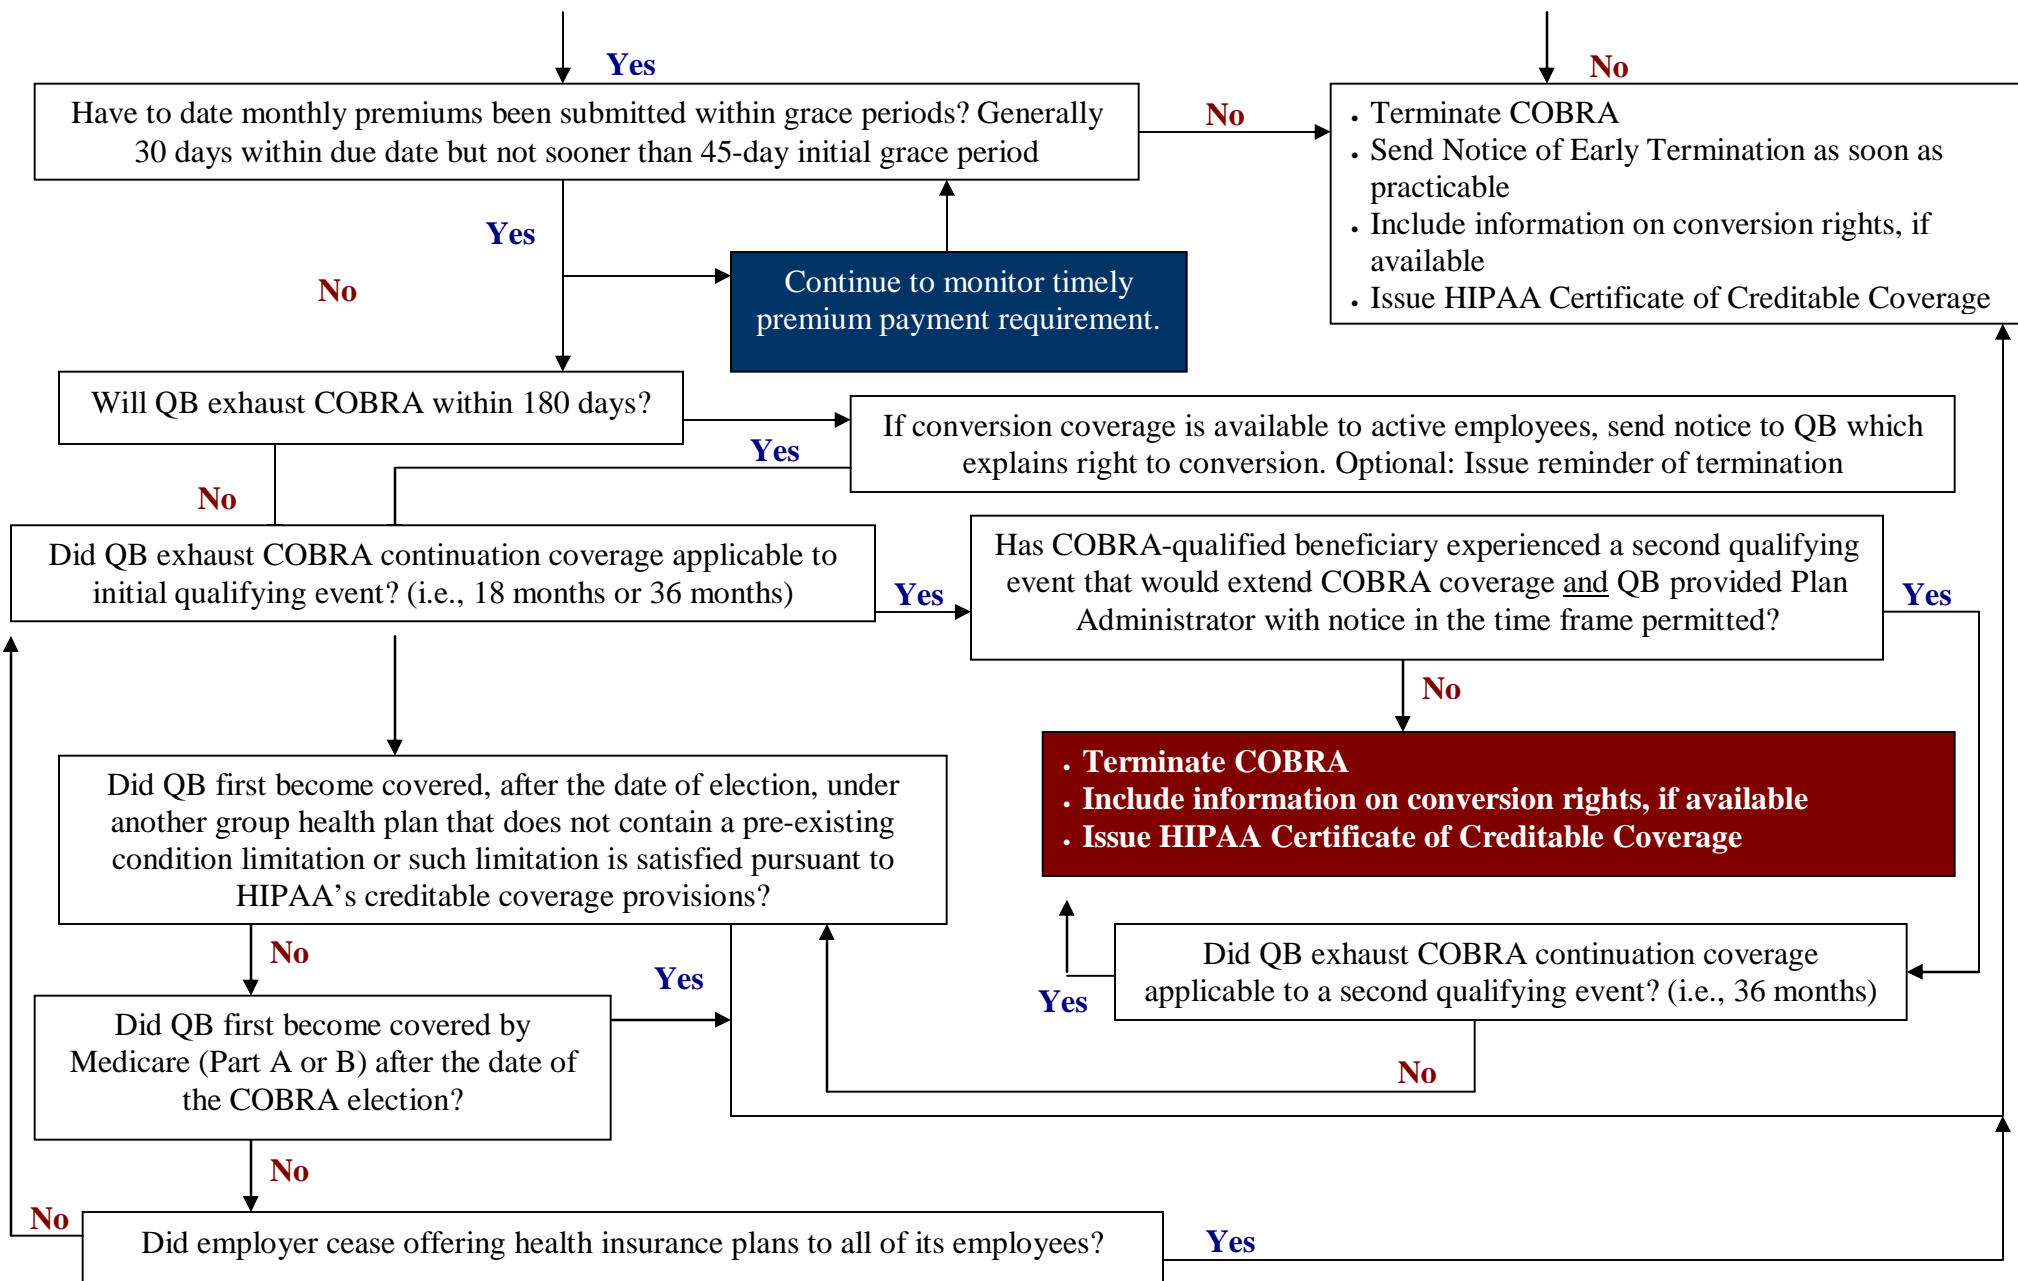 Yes
No
Have to date monthly premiums been submitted within grace periods? Generally
30 days within due date but not sooner than 45-day initial grace period
No
• Terminate COBRA
• Send Notice of Early Termination as soon as
practicable
• Include information on conversion rights, if
available
• Issue HIPAA Certificate of Creditable Coverage
Yes
No
Continue to monitor timely
premium payment requirement.
Will QB exhaust COBRA within 180 days?
If conversion coverage is available to active employees, send notice to QB which
explains right to conversion. Optional: Issue reminder of termination
Yes
No
Did QB exhaust COBRA continuation coverage applicable to
initial qualifying event? (i.e., 18 months or 36 months)
Yes
Has COBRA-qualified beneficiary experienced a second qualifying
event that would extend COBRA coverage and QB provided Plan
Administrator with notice in the time frame permitted?
Yes
No
• Terminate COBRA
• Include information on conversion rights, if available
• Issue HIPAA Certificate of Creditable Coverage
Did QB first become covered, after the date of election, under
another group health plan that does not contain a pre-existing
condition limitation or such limitation is satisfied pursuant to
HIPAA’s creditable coverage provisions?
No
Yes
Did QB exhaust COBRA continuation coverage
applicable to a second qualifying event? (i.e., 36 months)
Yes
No
Did QB first become covered by
Medicare (Part A or B) after the date of
the COBRA election?
No
No
Did employer cease offering health insurance plans to all of its employees?
Yes